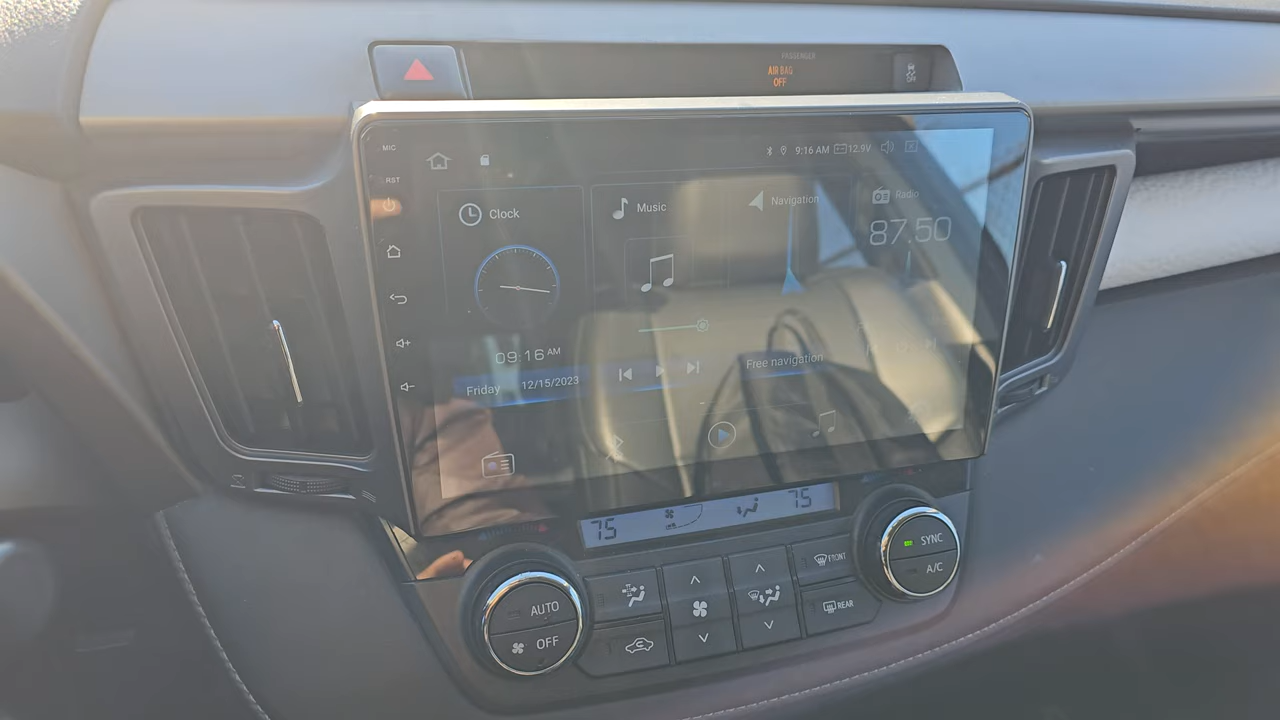 PASSENGER
AIR BAG
OFF
OFF
MIC
RST
9:16 AM 12.9V
Clock
Music
Navigation
Radio
87.50
09:16 AM
Friday 12/15/2023
Free navigation
75 75
AUTO
OFF
FRONT
REAR
SYNC
A/C